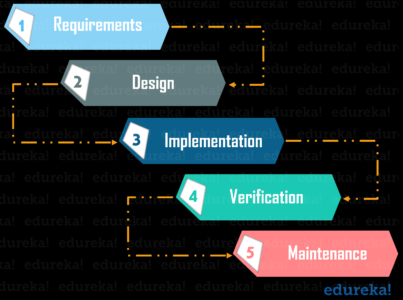 1 Requirements
2 Design
3 Implementation
4 Verification
5 Maintenance
edureka!